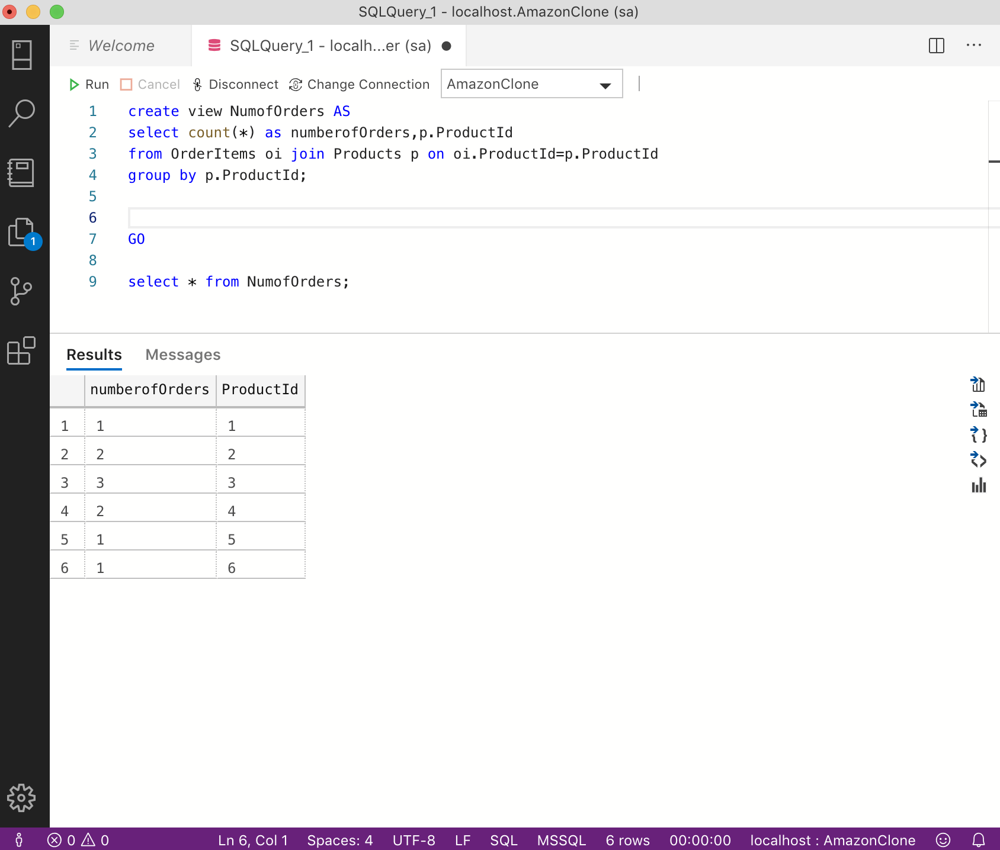 SQLQuery_1 - localhost.AmazonClone (sa)
Welcome
SQLQuery_1 - localh...er (sa)
Run Cancel Disconnect Change Connection AmazonClone
1 create view NumofOrders AS
2 select count(*) as numberofOrders,p.ProductId
3 from OrderItems oi join Products p on oi.ProductId=p.ProductId
4 group by p.ProductId;
5
6
7 GO
8
9 select * from NumofOrders;
1
Results Messages
numberofOrders ProductId
1 1 1
2 2 2
3 3 3
4 2 4
5 1 5
6 1 6
0 0 Ln 6, Col 1 Spaces: 4 UTF-8 LF SQL MSSQL 6 rows 00:00:00 localhost : AmazonClone